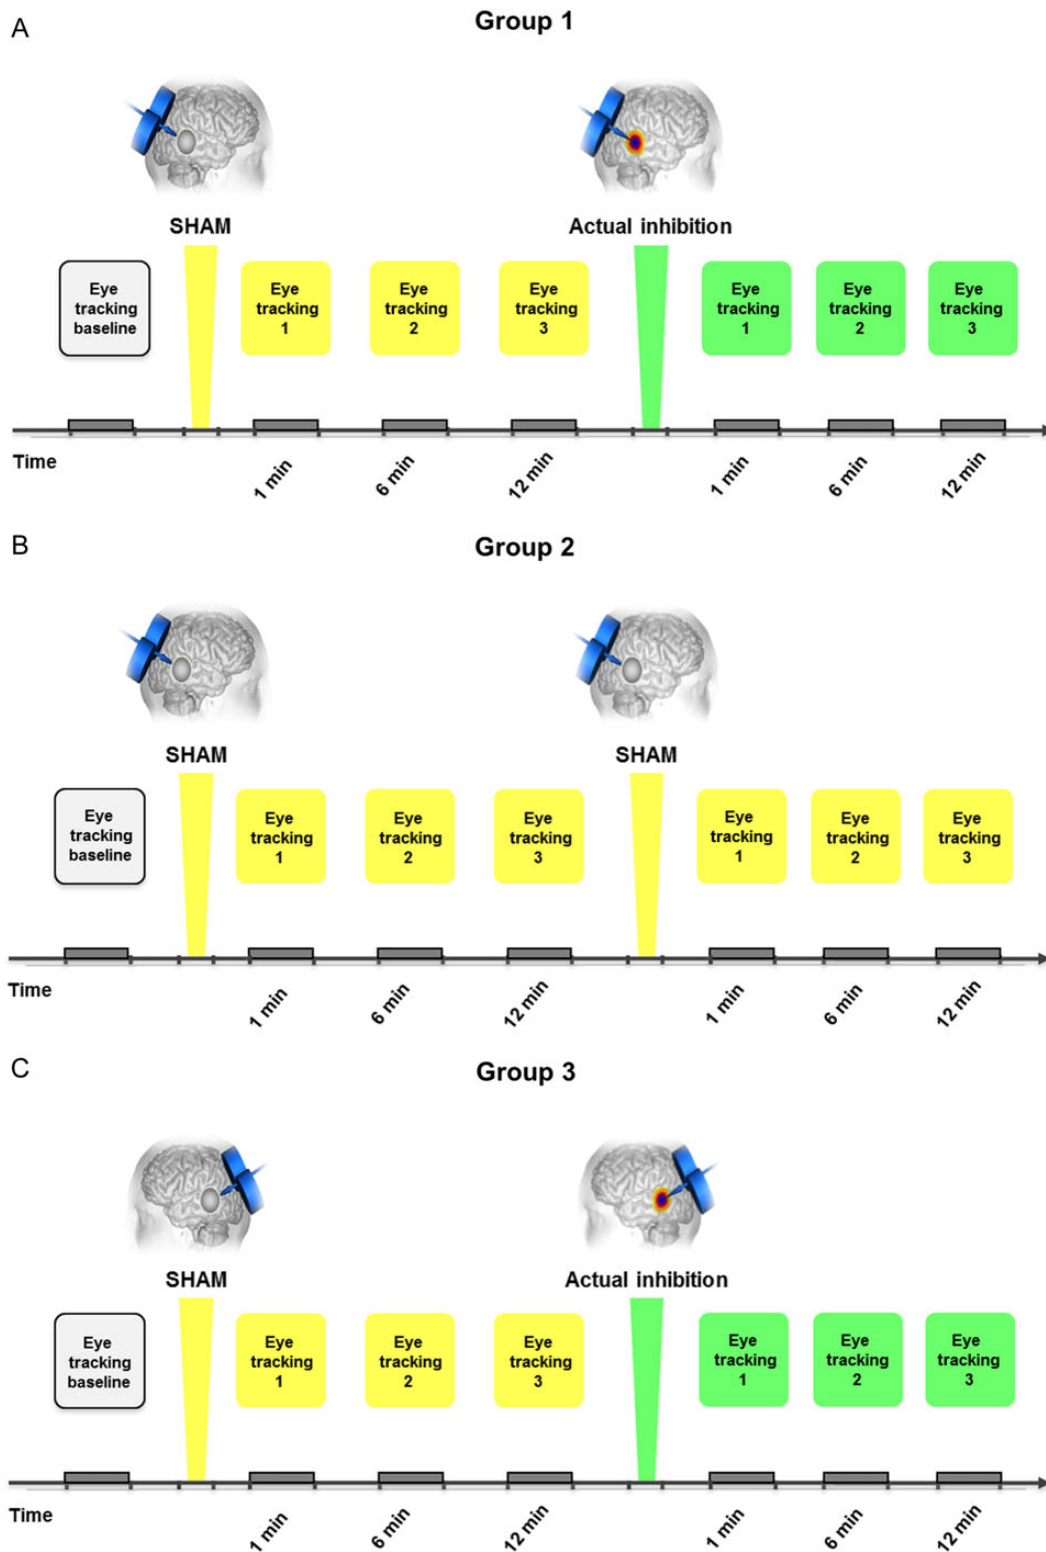 A
Group 1
SHAM
Actual inhibition
Eye
tracking
baseline
Eye
tracking
1
Eye
tracking
2
Eye
tracking
3
Eye
tracking
1
Eye
tracking
2
Eye
tracking
3
Time
1 min
6 min
12 min
1 min
6 min
12 min
B
Group 2
SHAM
SHAM
Eye
tracking
baseline
Eye
tracking
1
Eye
tracking
2
Eye
tracking
3
Eye
tracking
1
Eye
tracking
2
Eye
tracking
3
Time
1 min
6 min
12 min
1 min
6 min
12 min
C
Group 3
SHAM
Actual inhibition
Eye
tracking
baseline
Eye
tracking
1
Eye
tracking
2
Eye
tracking
3
Eye
tracking
1
Eye
tracking
2
Eye
tracking
3
Time
1 min
6 min
12 min
1 min
6 min
12 min